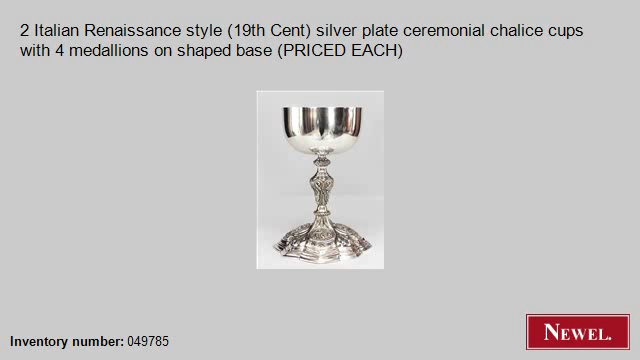 2 Italian Renaissance style (19th Cent) silver plate ceremonial chalice cups
with 4 medallions on shaped base (PRICED EACH)
Inventory number: 049785
NEWEL.